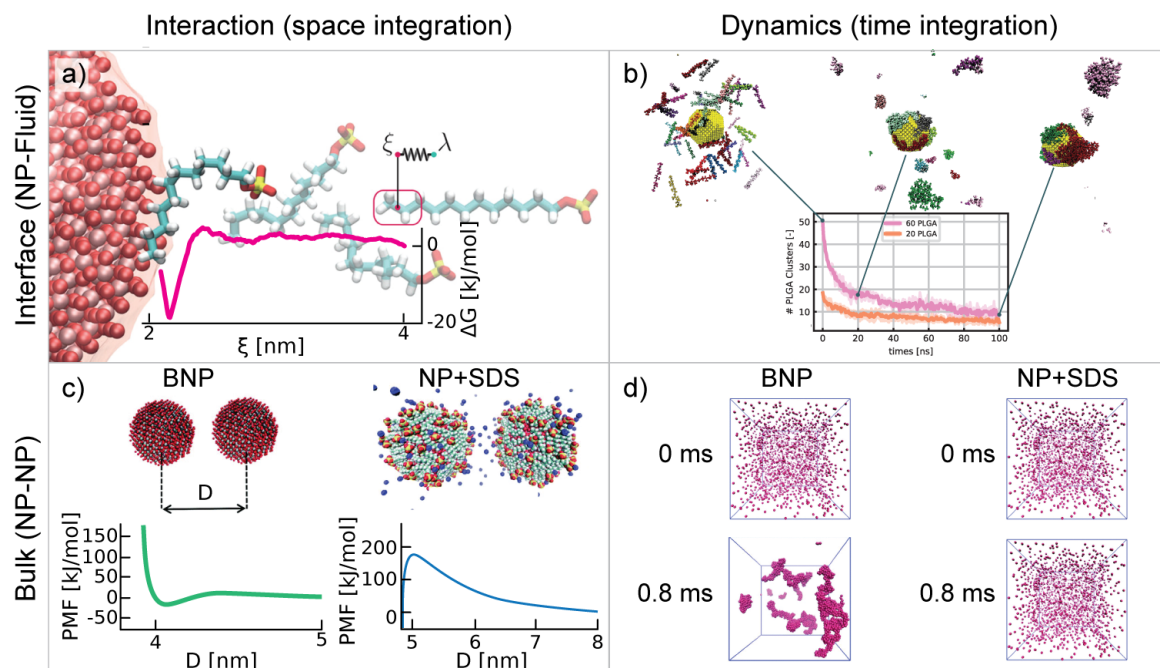 Interaction (space integration)
Dynamics (time integration)
Interface (NP-Fluid)
a)
ξ
λ
0
-20
ΔG [kJ/mol]
2
4
ξ [nm]
b)
50
40
30
20
10
# PLGA Clusters [-]
60 PLGA
20 PLGA
0
20
40
60
80
100
times [ns]
Bulk (NP-NP)
c)
BNP
NP+SDS
D
150
100
50
0
-50
PMF [kJ/mol]
4
5
D [nm]
200
100
0
PMF [kJ/mol]
5
6
7
8
D [nm]
d)
BNP
NP+SDS
0 ms
0 ms
0.8 ms
0.8 ms